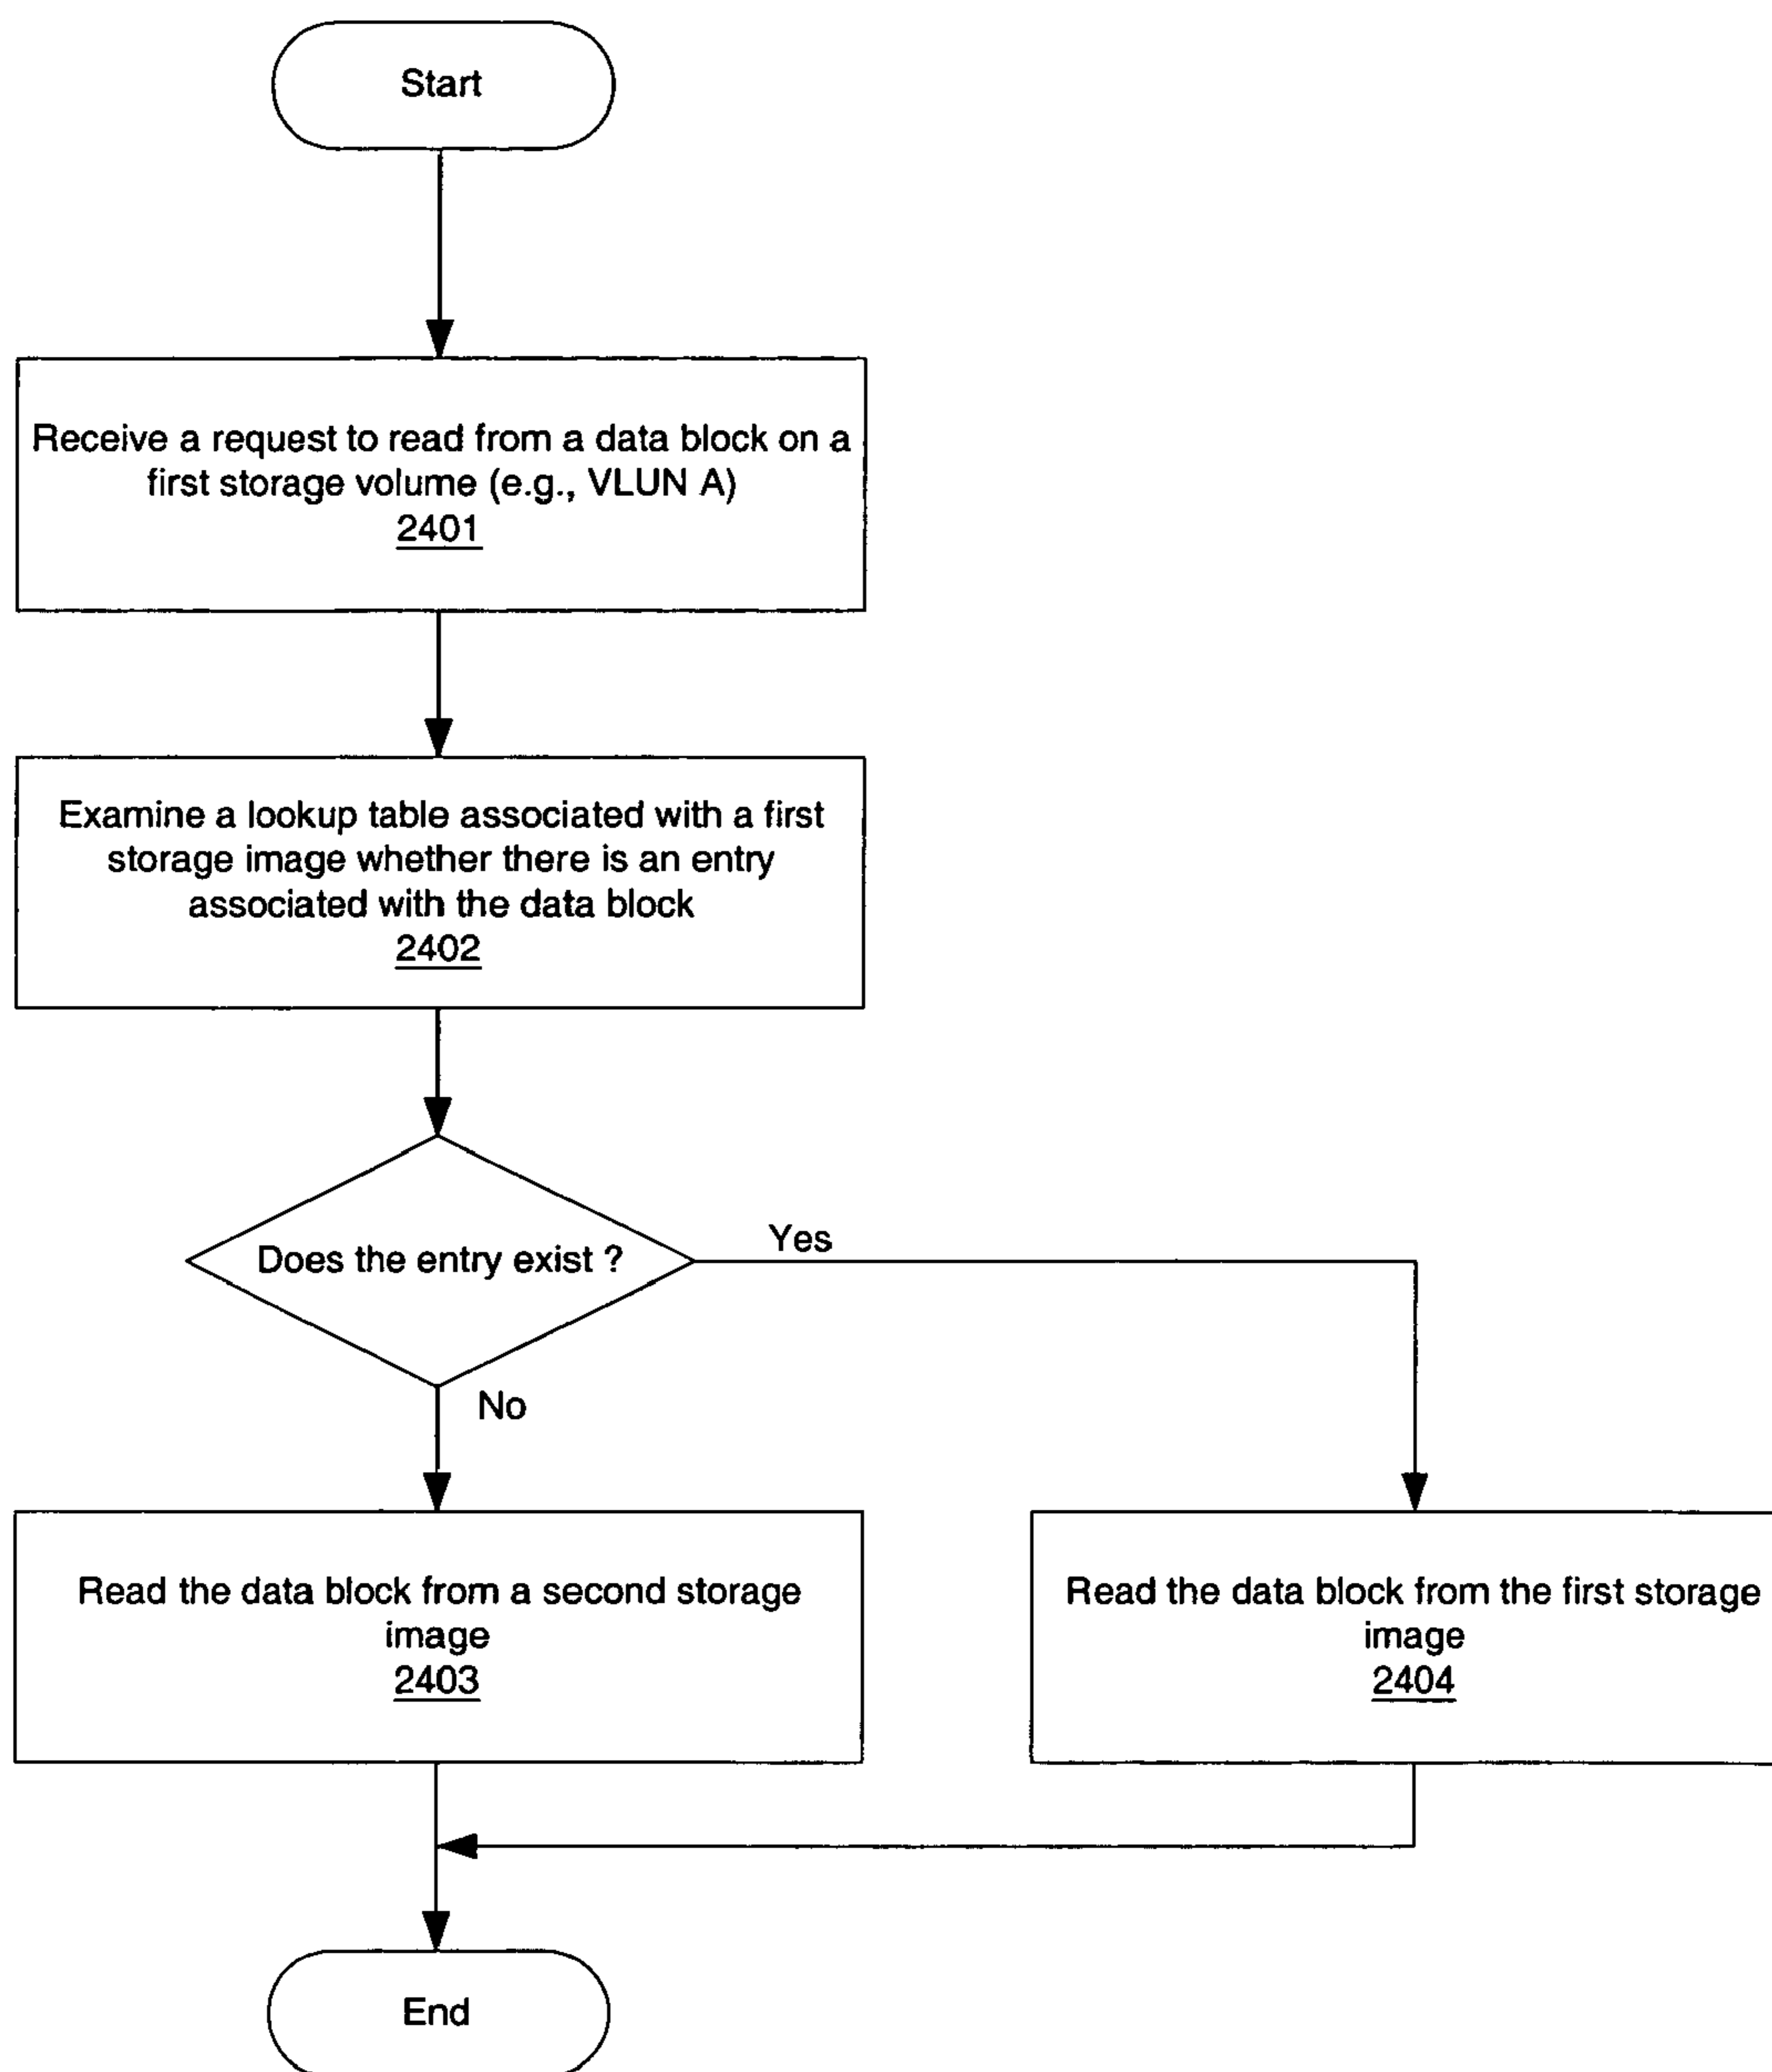 Start
Receive a request to read from a data block on a
first storage volume (e.g., VLUN A)
2401
Examine a lookup table associated with a first
storage image whether there is an entry
associated with the data block
2402
Does the entry exist ?
Yes
No
Read the data block from a second storage
image
2403
Read the data block from the first storage
image
2404
End